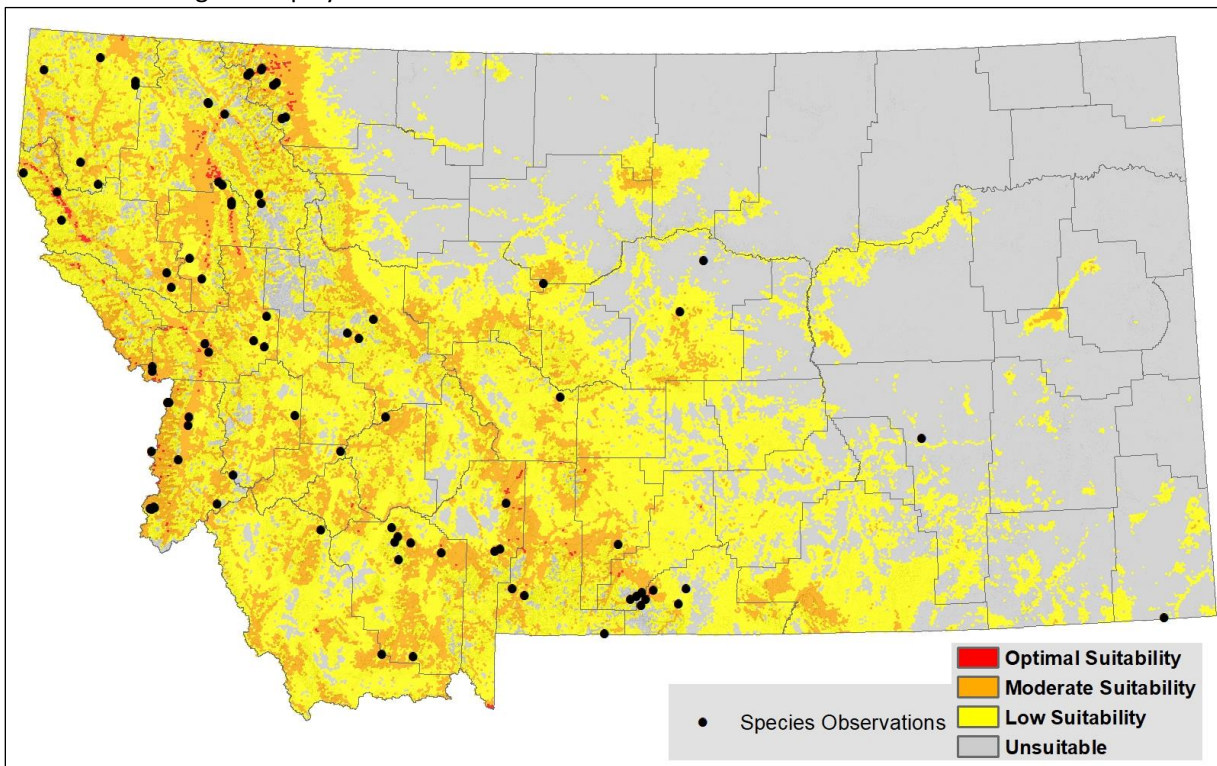 Optimal Suitability
Moderate Suitability
Species Observations
Low Suitability
Unsuitable